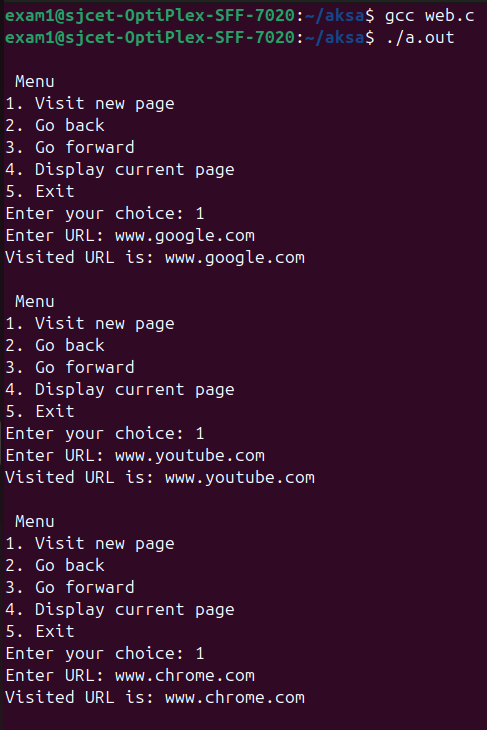 exam1@sjcet-OptiPlex-SFF-7020:~/aksa$ gcc web.c
exam1@sjcet-OptiPlex-SFF-7020:~/aksa$ ./a.out
Menu
1. Visit new page
2. Go back
3. Go forward
4. Display current page
5. Exit
Enter your choice: 1
Enter URL: www.google.com
Visited URL is: www.google.com
Menu
1. Visit new page
2. Go back
3. Go forward
4. Display current page
5. Exit
Enter your choice: 1
Enter URL: www.youtube.com
Visited URL is: www.youtube.com
Menu
1. Visit new page
2. Go back
3. Go forward
4. Display current page
5. Exit
Enter your choice: 1
Enter URL: www.chrome.com
Visited URL is: www.chrome.com